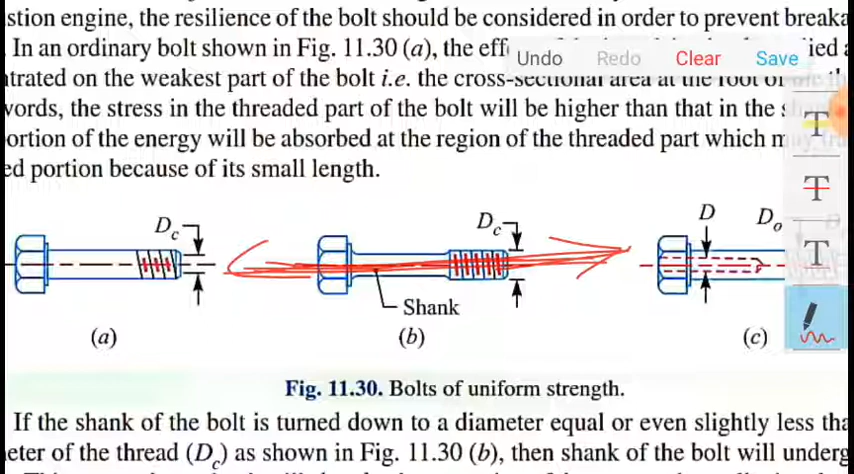 stion engine, the resilience of the bolt should be considered in order to prevent breaka
In an ordinary bolt shown in Fig. 11.30 (a), the eff
Undo Redo Clear Save
trated on the weakest part of the bolt i.e. the cross-sectional area at the root of
words, the stress in the threaded part of the bolt will be higher than that in the
ortion of the energy will be absorbed at the region of the threaded part which
ed portion because of its small length.
Dc
Dc
D Do
Shank
(a) (b) (c)
Fig. 11.30. Bolts of uniform strength.
If the shank of the bolt is turned down to a diameter equal or even slightly less tha
eter of the thread (Dc) as shown in Fig. 11.30 (b), then shank of the bolt will underg